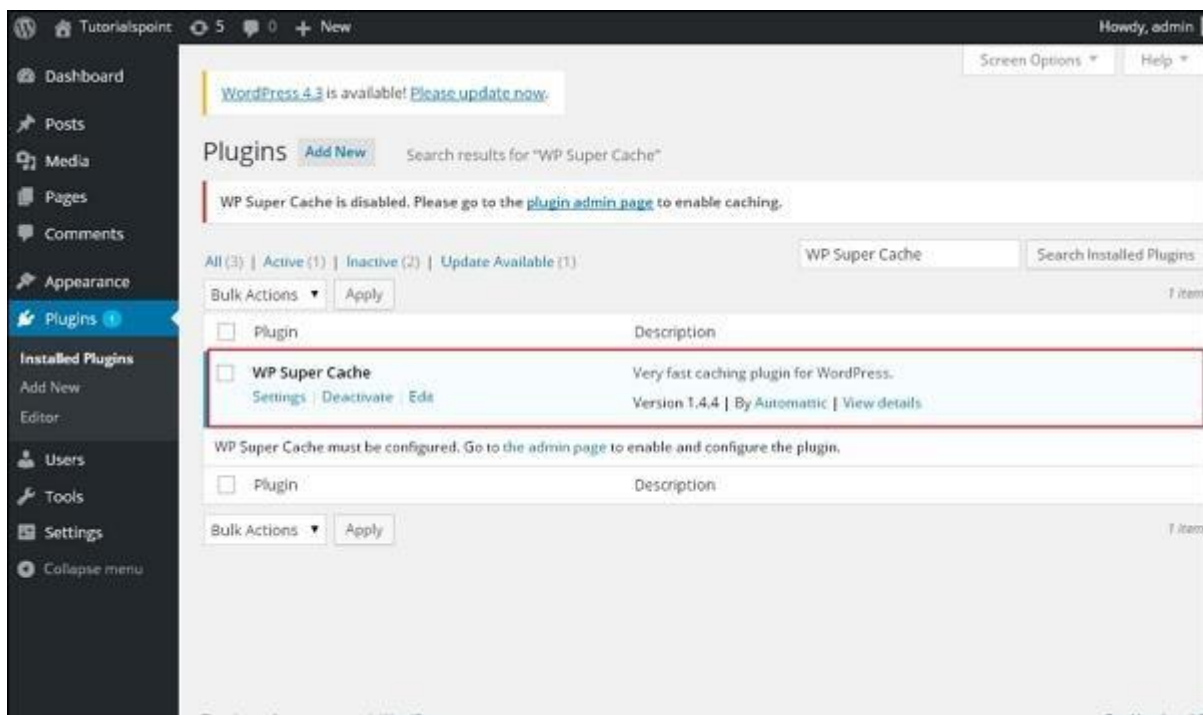 Tutorialspoint 5 0 + New Howdy, admin
Screen Options ▼ Help ▼
Dashboard
Posts
Media
Pages
Comments
Appearance
Plugins 1
Installed Plugins
Add New
Editor
Users
Tools
Settings
Collapse menu
WordPress 4.3 is available! Please update now.
Plugins Add New Search results for "WP Super Cache"
WP Super Cache is disabled. Please go to the plugin admin page to enable caching.
All (3) | Active (1) | Inactive (2) | Update Available (1)
WP Super Cache Search Installed Plugins
Bulk Actions ▼ Apply 1 item
Plugin Description
WP Super Cache Very fast caching plugin for WordPress.
Settings | Deactivate | Edit Version 1.4.4 | By Automattic | View details
WP Super Cache must be configured. Go to the admin page to enable and configure the plugin.
Plugin Description
Bulk Actions ▼ Apply 1 item